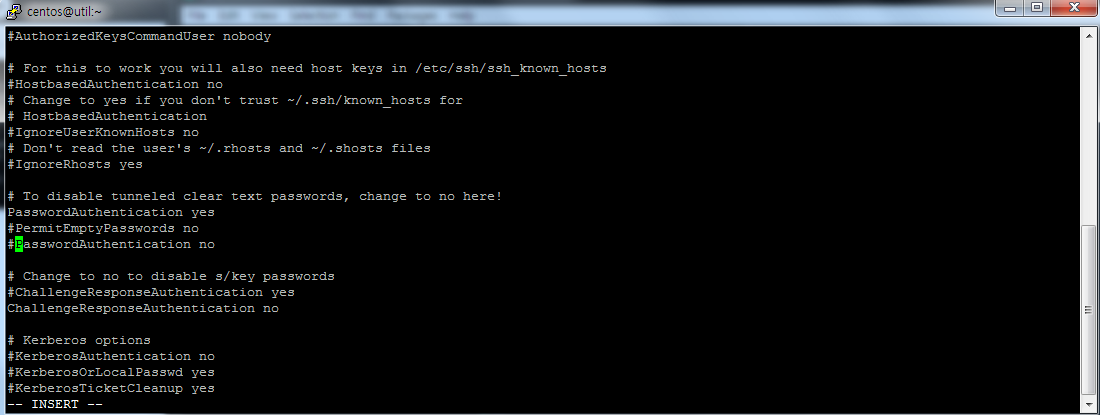 centos@util:~
File Edit View
Help
#AuthorizedKeysCommandUser nobody
# For this to work you will also need host keys in /etc/ssh/ssh_known_hosts
#HostbasedAuthentication no
# Change to yes if you don't trust ~/.ssh/known_hosts for
# HostbasedAuthentication
#IgnoreUserKnownHosts no
# Don't read the user's ~/.rhosts and ~/.shosts files
#IgnoreRhosts yes
# To disable tunneled clear text passwords, change to no here!
PasswordAuthentication yes
#PermitEmptyPasswords no
#PasswordAuthentication no
# Change to no to disable s/key passwords
#ChallengeResponseAuthentication yes
ChallengeResponseAuthentication no
# Kerberos options
#KerberosAuthentication no
#KerberosOrLocalPasswd yes
#KerberosTicketCleanup yes
-- INSERT --